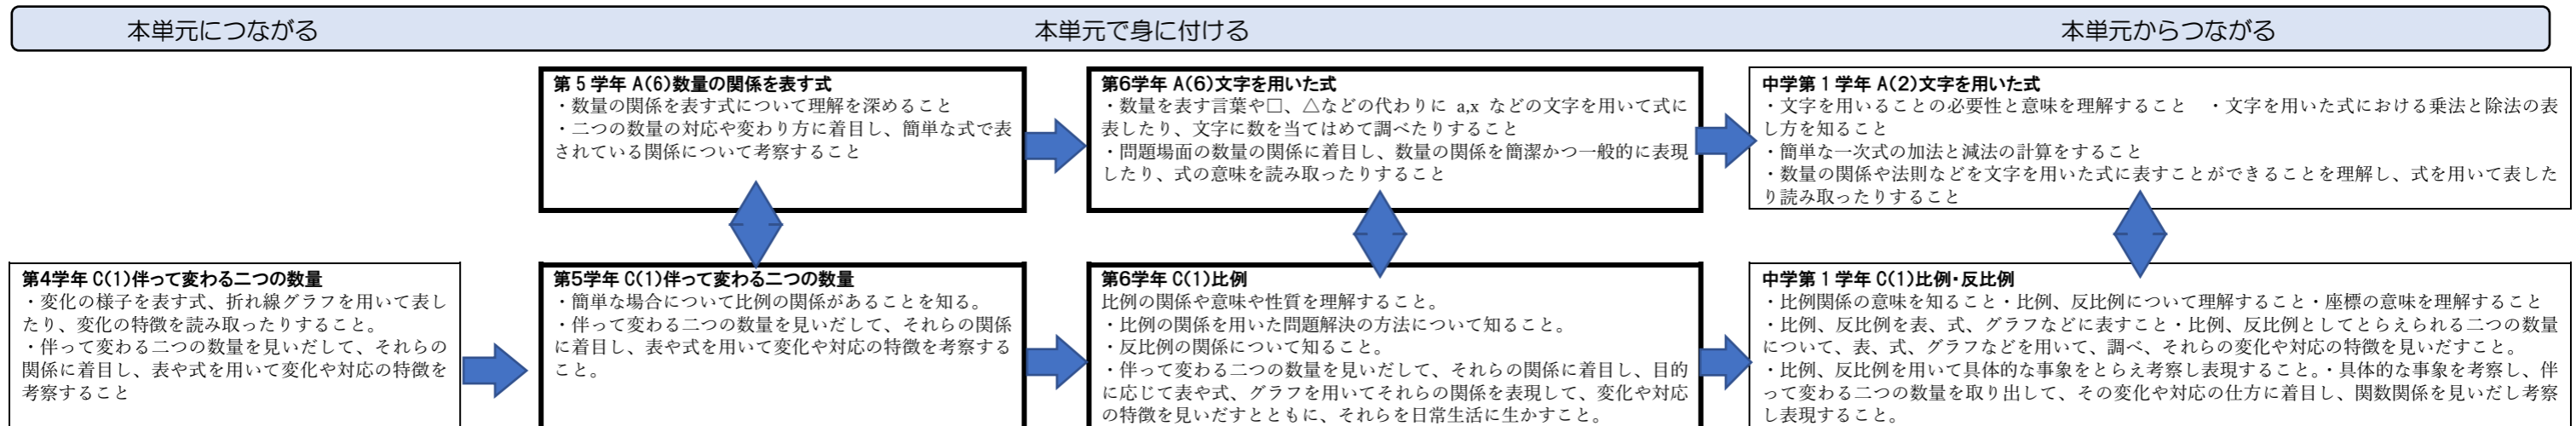 本単元につながる
本単元で身に付ける
本単元からつながる
第5学年 A(6)数量の関係を表す式
・数量の関係を表す式について理解を深めること
・二つの数量の対応や変わり方に着目し、簡単な式で表
されている関係について考察すること
第6学年 A(6)文字を用いた式
・数量を表す言葉や□、△などの代わりに a,x などの文字を用いて式に
表したり、文字に数を当てはめて調べたりすること
・問題場面の数量の関係に着目し、数量の関係を簡潔かつ一般的に表現
したり、式の意味を読み取ったりすること
中学第1学年 A(2)文字を用いた式
・文字を用いることの必要性と意味を理解すること ・文字を用いた式における乗法と除法の表
し方を知ること
・簡単な一次式の加法と減法の計算をすること
・数量の関係や法則などを文字を用いた式に表すことができることを理解し、式を用いて表した
り読み取ったりすること
第4学年 C(1)伴って変わる二つの数量
・変化の様子を表す式、折れ線グラフを用いて表し
たり、変化の特徴を読み取ったりすること。
・伴って変わる二つの数量を見いだして、それらの
関係に着目し、表や式を用いて変化や対応の特徴を
考察すること
第5学年 C(1)伴って変わる二つの数量
・簡単な場合について比例の関係があることを知る。
・伴って変わる二つの数量を見いだして、それらの関係
に着目し、表や式を用いて変化や対応の特徴を考察する
こと。
第6学年 C(1)比例
比例の関係や意味や性質を理解すること。
・比例の関係を用いた問題解決の方法について知ること。
・反比例の関係について知ること。
・伴って変わる二つの数量を見いだして、それらの関係に着目し、目的
に応じて表や式、グラフを用いてそれらの関係を表現して、変化や対応
の特徴を見いだすとともに、それらを日常生活に生かすこと。
中学第1学年 C(1)比例・反比例
・比例関係の意味を知ること・比例、反比例について理解すること・座標の意味を理解すること
・比例、反比例を表、式、グラフなどに表すこと・比例、反比例としてとらえられる二つの数量
について、表、式、グラフなどを用いて、調べ、それらの変化や対応の特徴を見いだすこと。
・比例、反比例を用いて具体的な事象をとらえ考察し表現すること。・具体的な事象を考察し、伴
って変わる二つの数量を取り出して、その変化や対応の仕方に着目し、関数関係を見いだし考察
し表現すること。